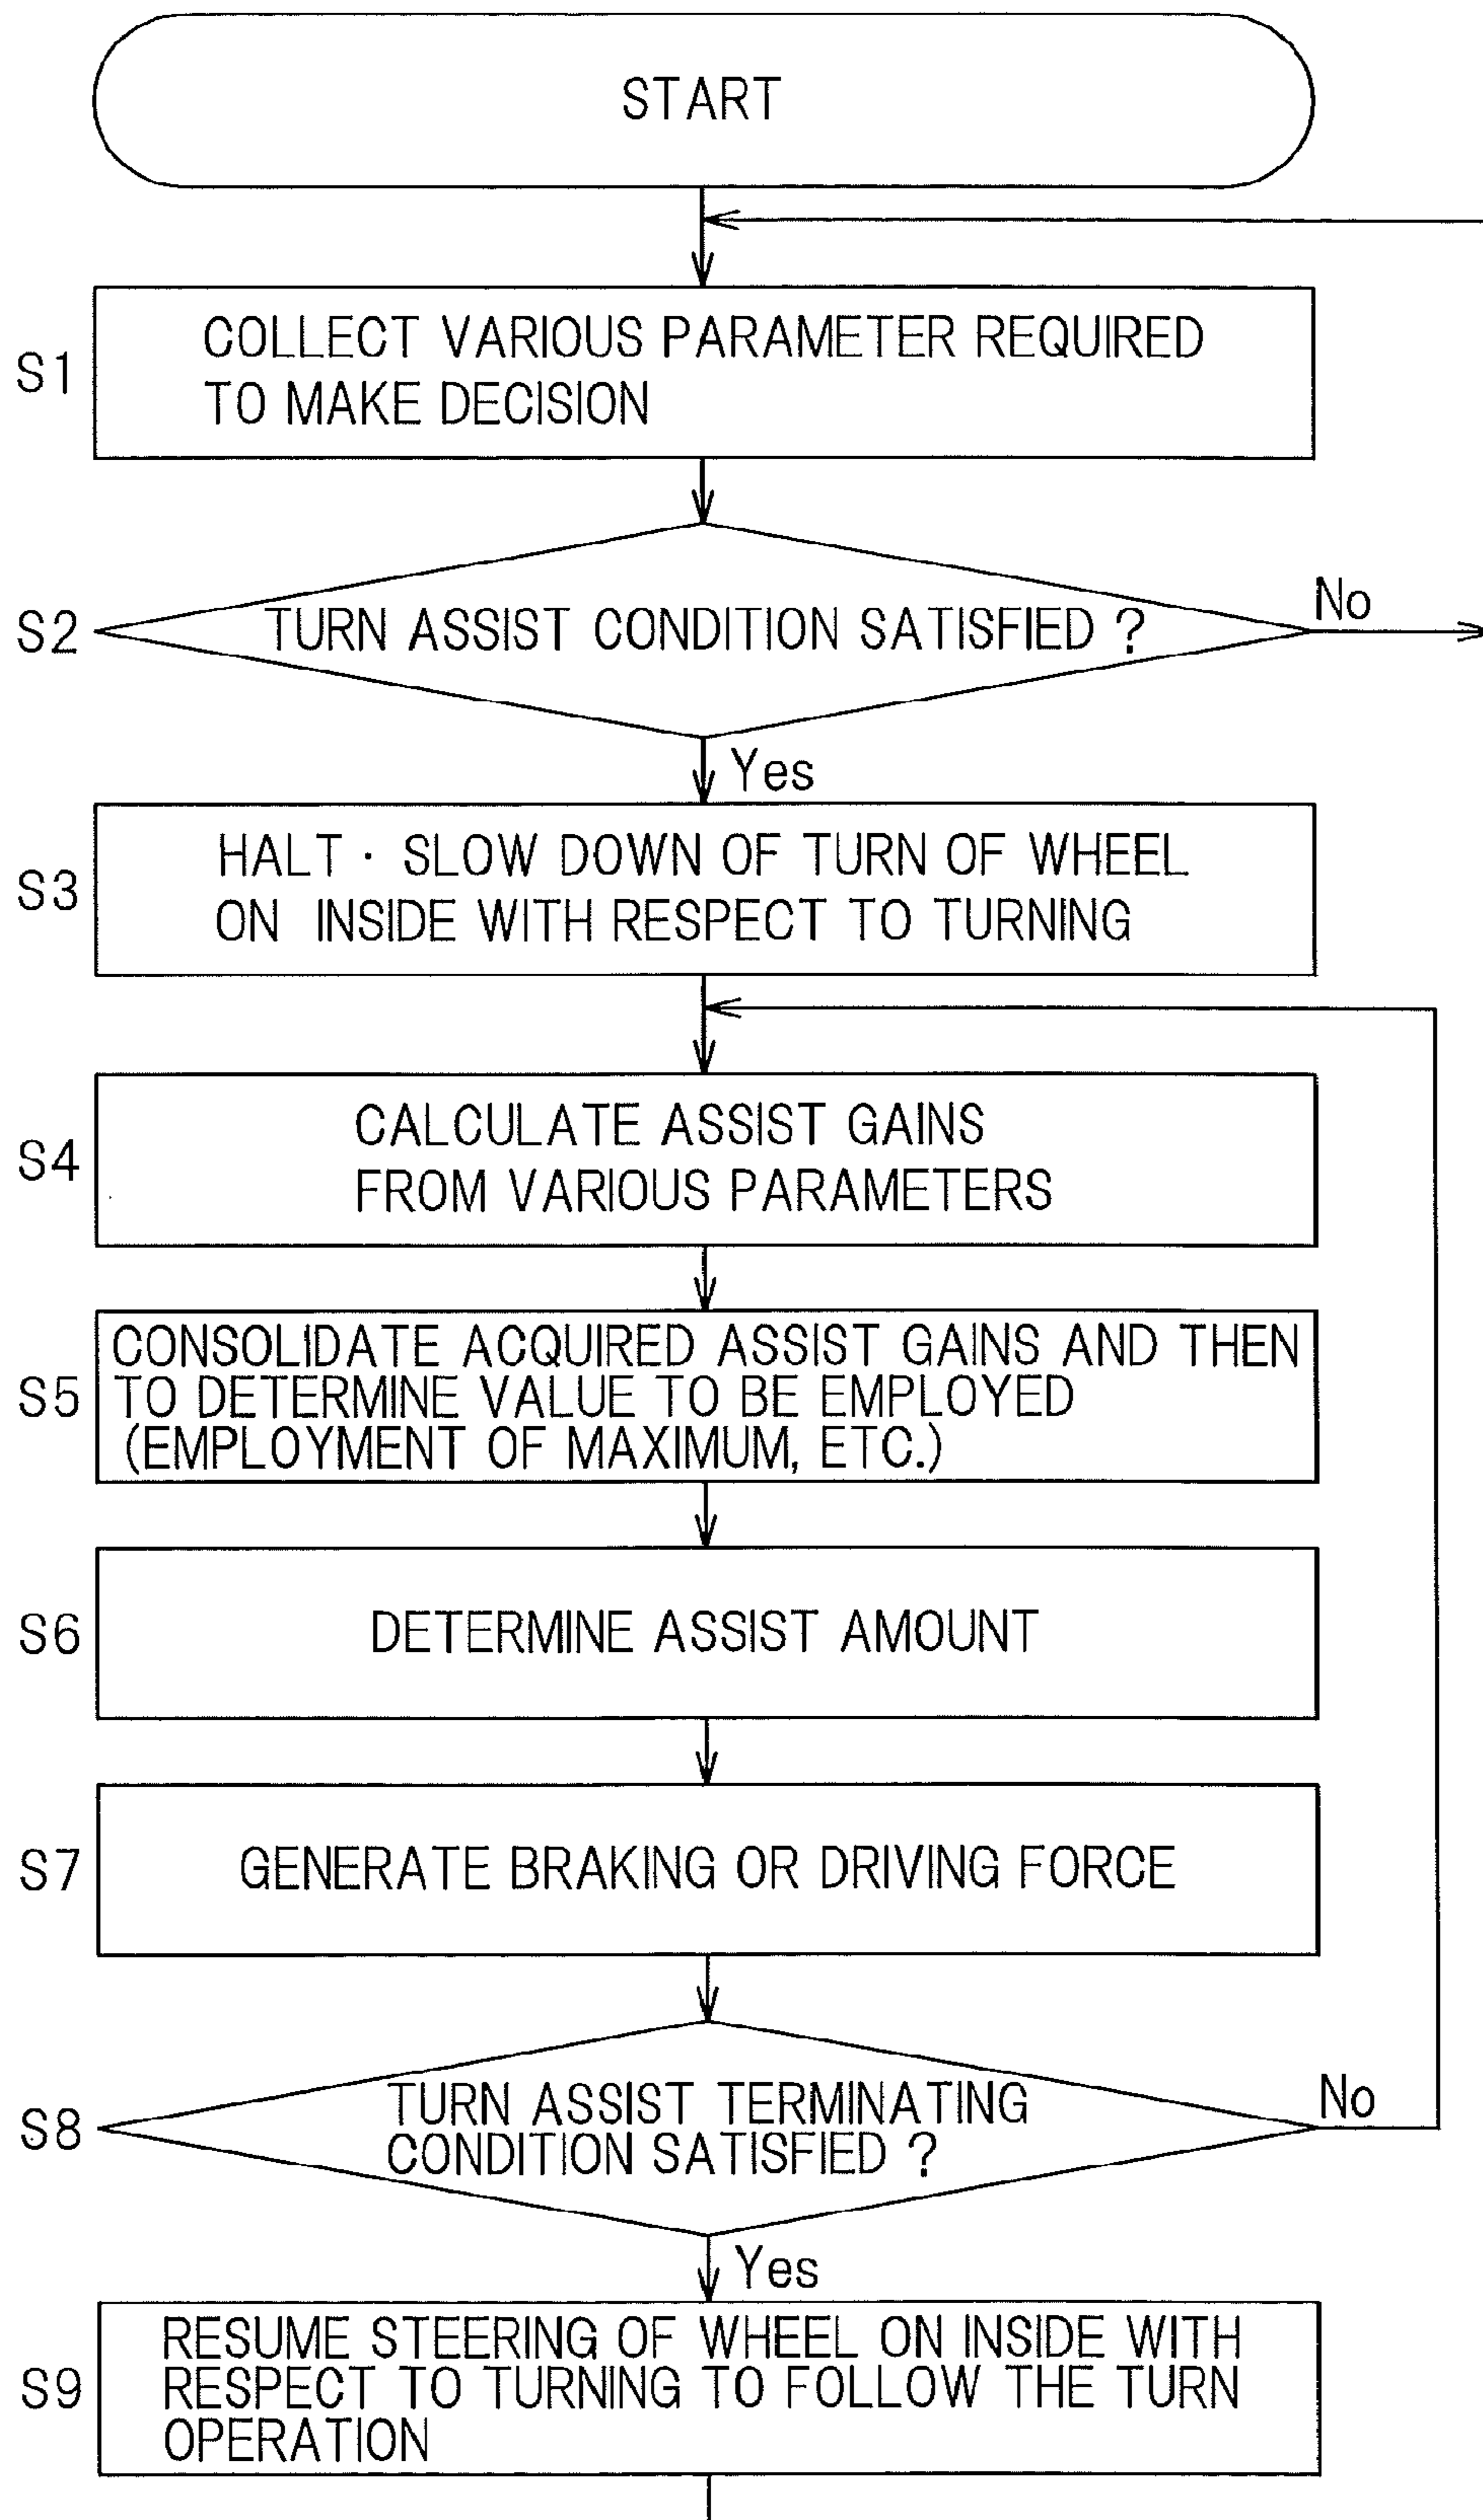 START
S1
COLLECT VARIOUS PARAMETER REQUIRED
TO MAKE DECISION
S2
TURN ASSIST CONDITION SATISFIED ?
No
Yes
S3
HALT · SLOW DOWN OF TURN OF WHEEL
ON INSIDE WITH RESPECT TO TURNING
S4
CALCULATE ASSIST GAINS
FROM VARIOUS PARAMETERS
S5
CONSOLIDATE ACQUIRED ASSIST GAINS AND THEN
TO DETERMINE VALUE TO BE EMPLOYED
(EMPLOYMENT OF MAXIMUM, ETC.)
S6
DETERMINE ASSIST AMOUNT
S7
GENERATE BRAKING OR DRIVING FORCE
S8
TURN ASSIST TERMINATING
CONDITION SATISFIED ?
No
Yes
S9
RESUME STEERING OF WHEEL ON INSIDE WITH
RESPECT TO TURNING TO FOLLOW THE TURN
OPERATION